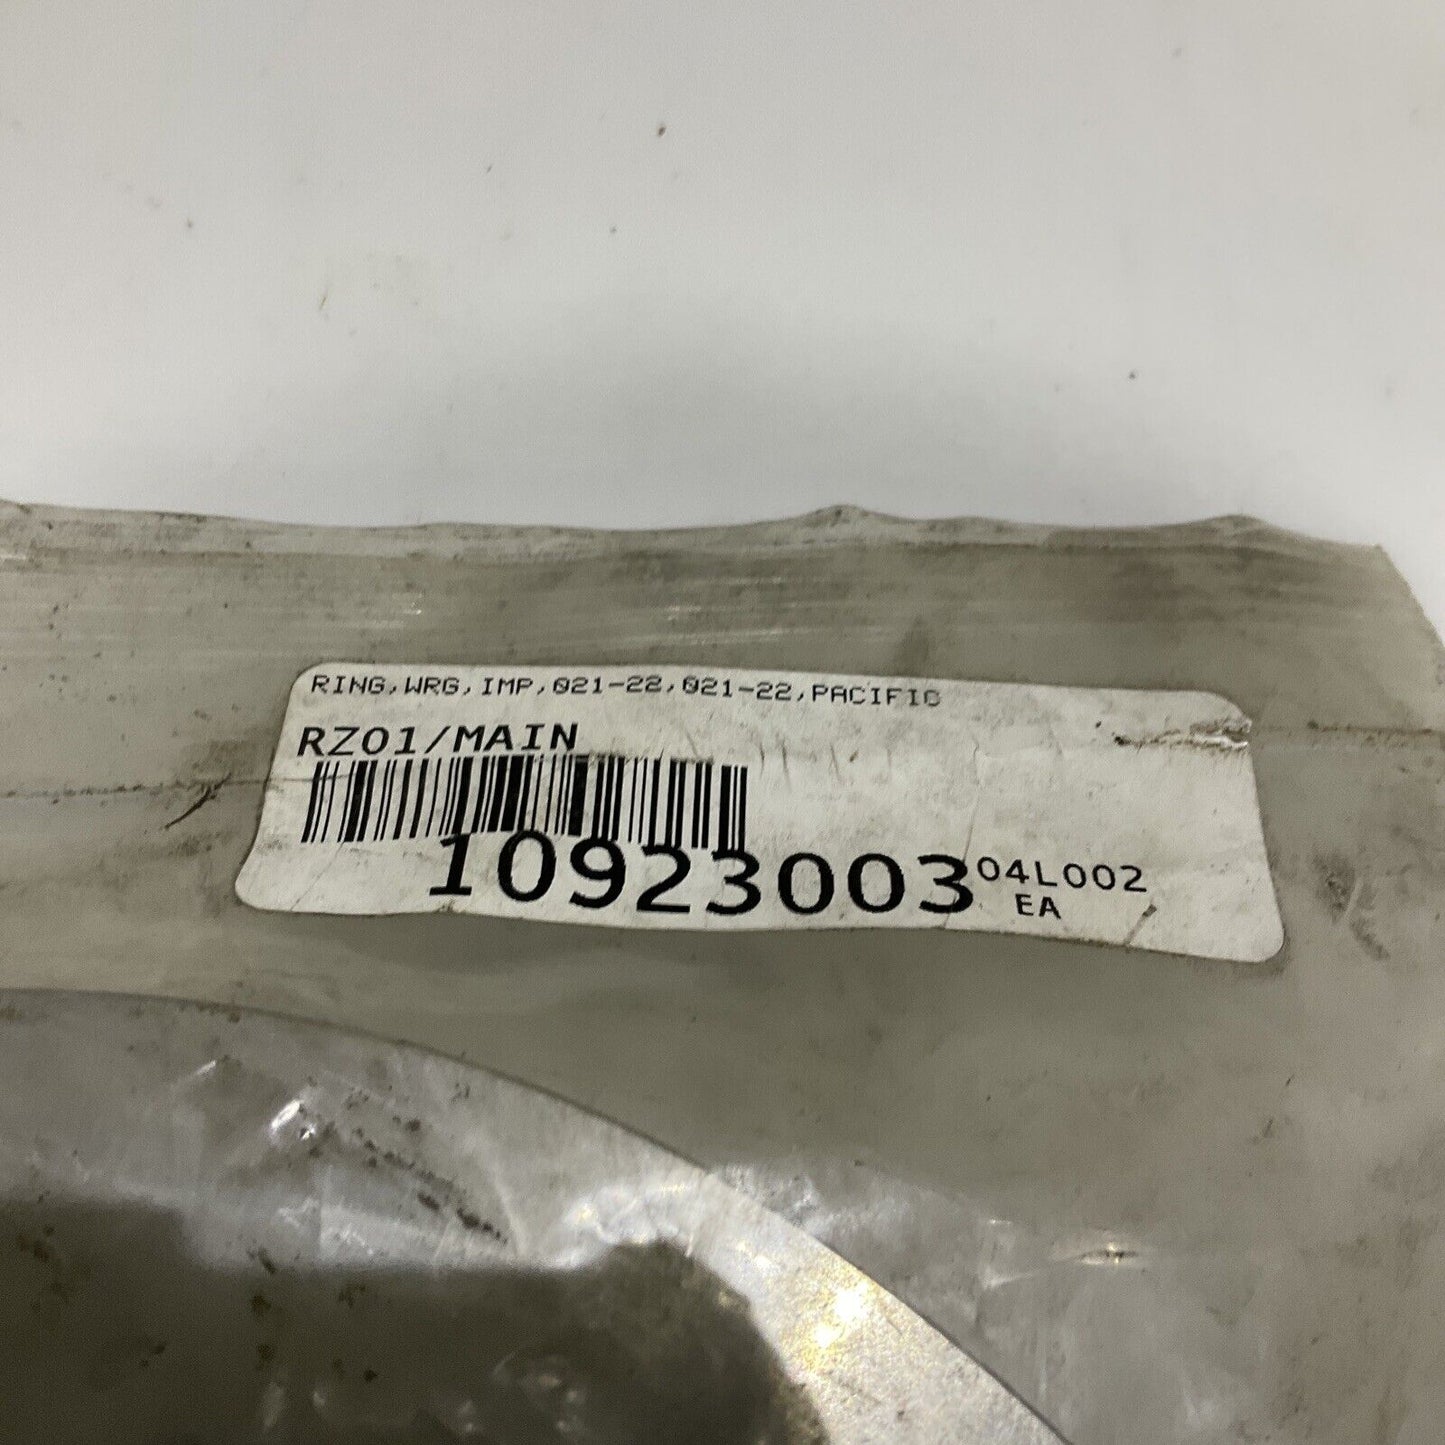 RING,WRG,IMP,021-22,021-22,PACIFIC
RZ01/MAIN
10923003 04L002
EA